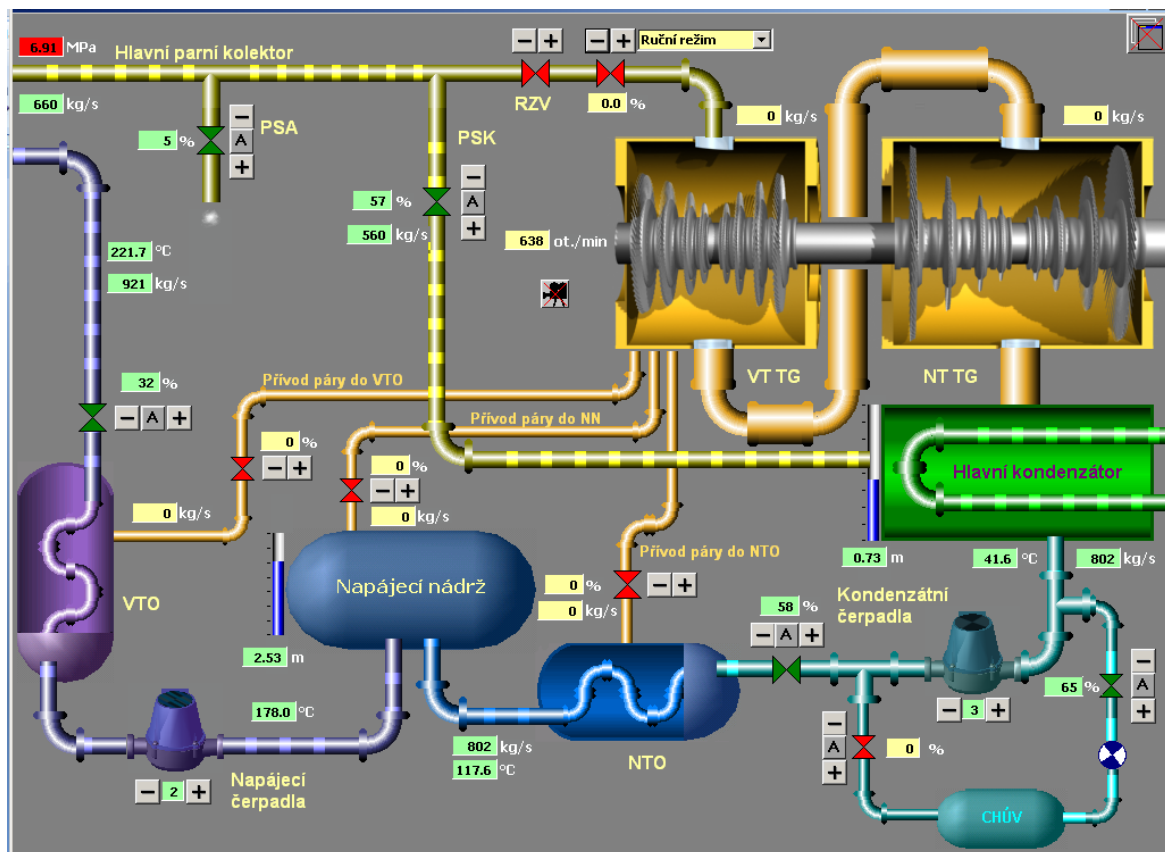 6.91 MPa
Hlavní parní kolektor
Ruční režim
660 kg/s
RZV
0.0 %
0 kg/s
0 kg/s
PSA
5 %
A
PSK
57 %
A
560 kg/s
638 ot./min
221.7 °C
921 kg/s
32 %
A
Přívod páry do VTO
VT TG
NT TG
Přívod páry do NN
0 %
0 %
0 kg/s
0 kg/s
Hlavní kondenzátor
VTO
Napájecí nádrž
Přívod páry do NTO
0 %
0 kg/s
0.73 m
41.6 °C
802 kg/s
58 %
A
Kondenzátní
čerpadla
2.53 m
65 %
A
3
178.0 °C
802 kg/s
117.6 °C
NTO
A
0 %
2
Napájecí
čerpadla
CHÚV